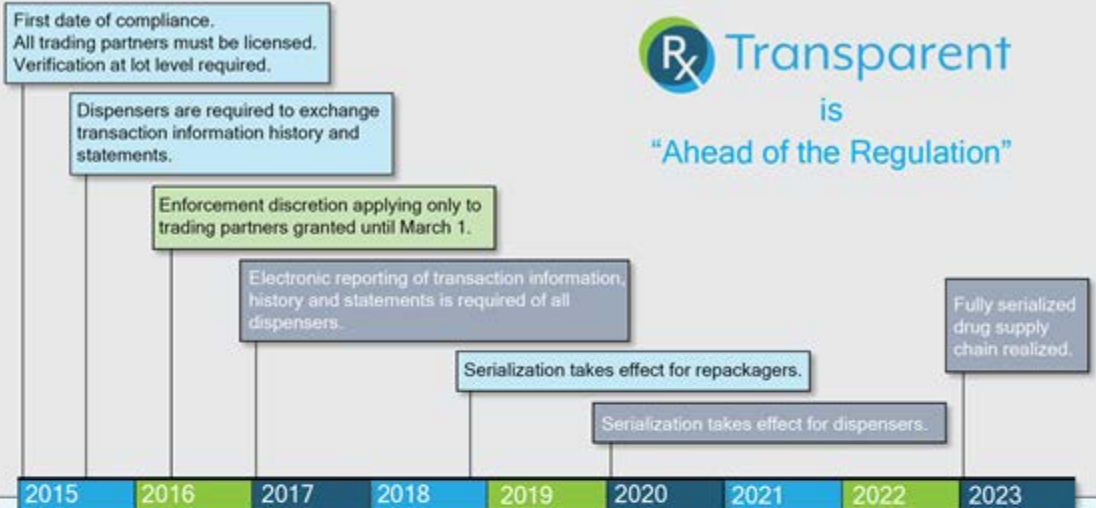 First date of compliance.
All trading partners must be licensed.
Verification at lot level required.
Rx Transparent
is
“Ahead of the Regulation”
Dispensers are required to exchange
transaction information history and
statements.
Enforcement discretion applying only to
trading partners granted until March 1.
Electronic reporting of transaction information,
history and statements is required of all
dispensers.
Fully serialized
drug supply
chain realized.
Serialization takes effect for repackagers.
Serialization takes effect for dispensers.
2015 2016 2017 2018 2019 2020 2021 2022 2023